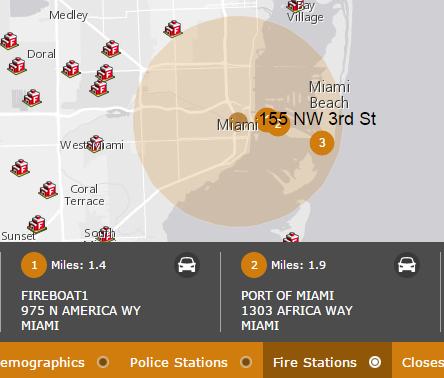 Medley
Bay
Village
Doral
Miami
Beach
155 NW 3rd St
Miami
2
3
West Miami
Coral
Terrace
Sunset
South
1 Miles: 1.4
FIREBOAT1
975 N AMERICA WY
MIAMI
2 Miles: 1.9
PORT OF MIAMI
1303 AFRICA WAY
MIAMI
emographics
Police Stations
Fire Stations
Closes